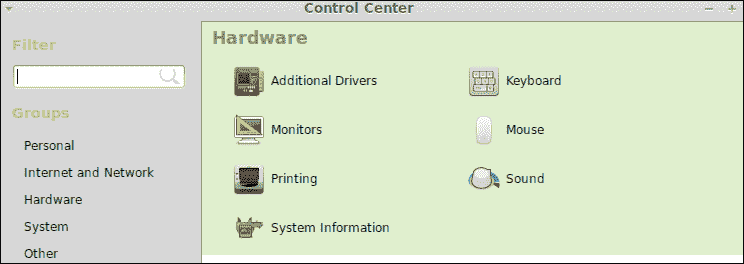 Control Center
Filter
Groups
Personal
Internet and Network
Hardware
System
Other
Hardware
Additional Drivers
Keyboard
Monitors
Mouse
Printing
Sound
System Information